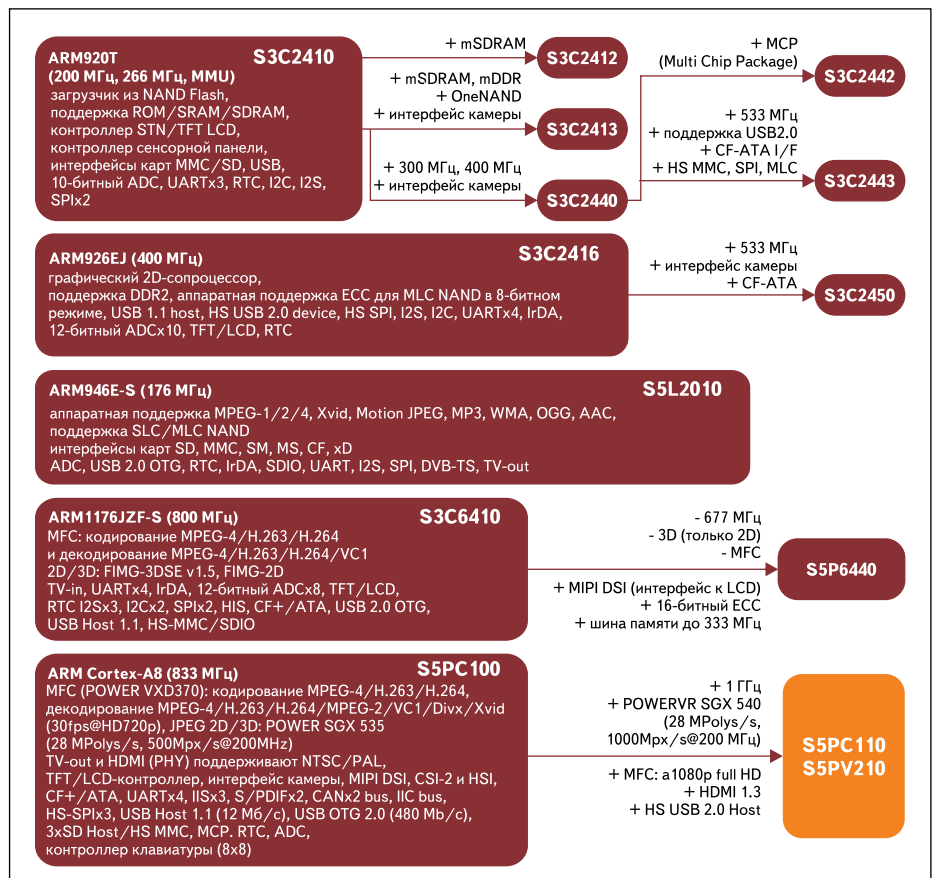 ARM920T
S3C2410
(200 МГц, 266 МГц, MMU)
загрузчик из NAND Flash,
поддержка ROM/SRAM/SDRAM,
контроллер STN/TFT LCD,
контроллер сенсорной панели,
интерфейсы карт MMC/SD, USB,
10-битный ADC, UARTx3, RTC, I2C, I2S,
SPIx2
+ mSDRAM
S3C2412
+ mSDRAM, mDDR
+ OneNAND
+ интерфейс камеры
S3C2413
+ 300 МГц, 400 МГц
+ интерфейс камеры
S3C2440
+ MCP
(Multi Chip Package)
S3C2442
+ 533 МГц
+ поддержка USB2.0
+ CF-ATA I/F
+ HS MMC, SPI, MLC
S3C2443
ARM926EJ (400 МГц)
S3C2416
графический 2D-сопроцессор,
поддержка DDR2, аппаратная поддержка ECC для MLC NAND в 8-битном
режиме, USB 1.1 host, HS USB 2.0 device, HS SPI, I2S, I2C, UARTx4, IrDA,
12-битный ADCx10, TFT/LCD, RTC
+ 533 МГц
+ интерфейс камеры
+ CF-ATA
S3C2450
ARM946E-S (176 МГц)
S5L2010
аппаратная поддержка MPEG-1/2/4, Xvid, Motion JPEG, MP3, WMA, OGG, AAC,
поддержка SLC/MLC NAND
интерфейсы карт SD, MMC, SM, MS, CF, xD
ADC, USB 2.0 OTG, RTC, IrDA, SDIO, UART, I2S, SPI, DVB-TS, TV-out
ARM1176JZF-S (800 МГц)
S3C6410
MFC: кодирование MPEG-4/H.263/H.264
и декодирование MPEG-4/H.263/H.264/VC1
2D/3D: FIMG-3DSE v1.5, FIMG-2D
TV-in, UARTx4, IrDA, 12-битный ADCx8, TFT/LCD,
RTC I2Sx3, I2Cx2, SPIx2, HIS, CF+/ATA, USB 2.0 OTG,
USB Host 1.1, HS-MMC/SDIO
- 677 МГц
- 3D (только 2D)
- MFC
+ MIPI DSI (интерфейс к LCD)
+ 16-битный ECC
+ шина памяти до 333 МГц
S5P6440
ARM Cortex-A8 (833 МГц)
S5PC100
MFC (POWER VXD370): кодирование MPEG-4/H.263/H.264,
декодирование MPEG-4/H.263/H.264/MPEG-2/VC1/Divx/Xvid
(30fps@HD720p), JPEG 2D/3D: POWER SGX 535
(28 MPolys/s, 500Mpx/s@200MHz)
TV-out и HDMI (PHY) поддерживают NTSC/PAL,
TFT/LCD-контроллер, интерфейс камеры, MIPI DSI, CSI-2 и HSI,
CF+/ATA, UARTx4, IISx3, S/PDIFx2, CANx2 bus, IIC bus,
HS-SPIx3, USB Host 1.1 (12 Мб/с), USB OTG 2.0 (480 Mb/c),
3xSD Host/HS MMC, MCP. RTC, ADC,
контроллер клавиатуры (8x8)
+ 1 ГГц
+ POWERVR SGX 540
(28 MPolys/s,
1000Mpx/s@200 МГц)
+ MFC: a1080p full HD
+ HDMI 1.3
+ HS USB 2.0 Host
S5PC110
S5PV210